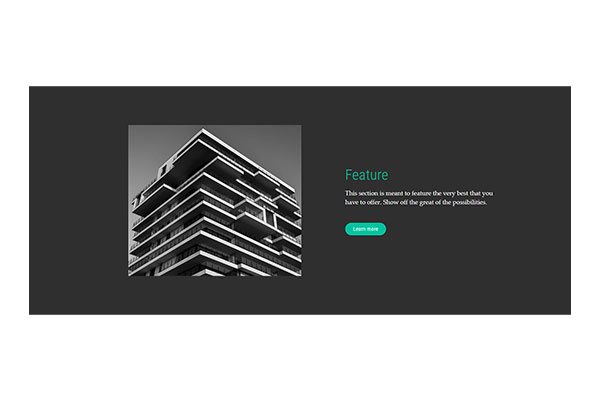 Feature
This section is meant to feature the very best that you
have to offer. Show off the great of the possibilities.
Learn more